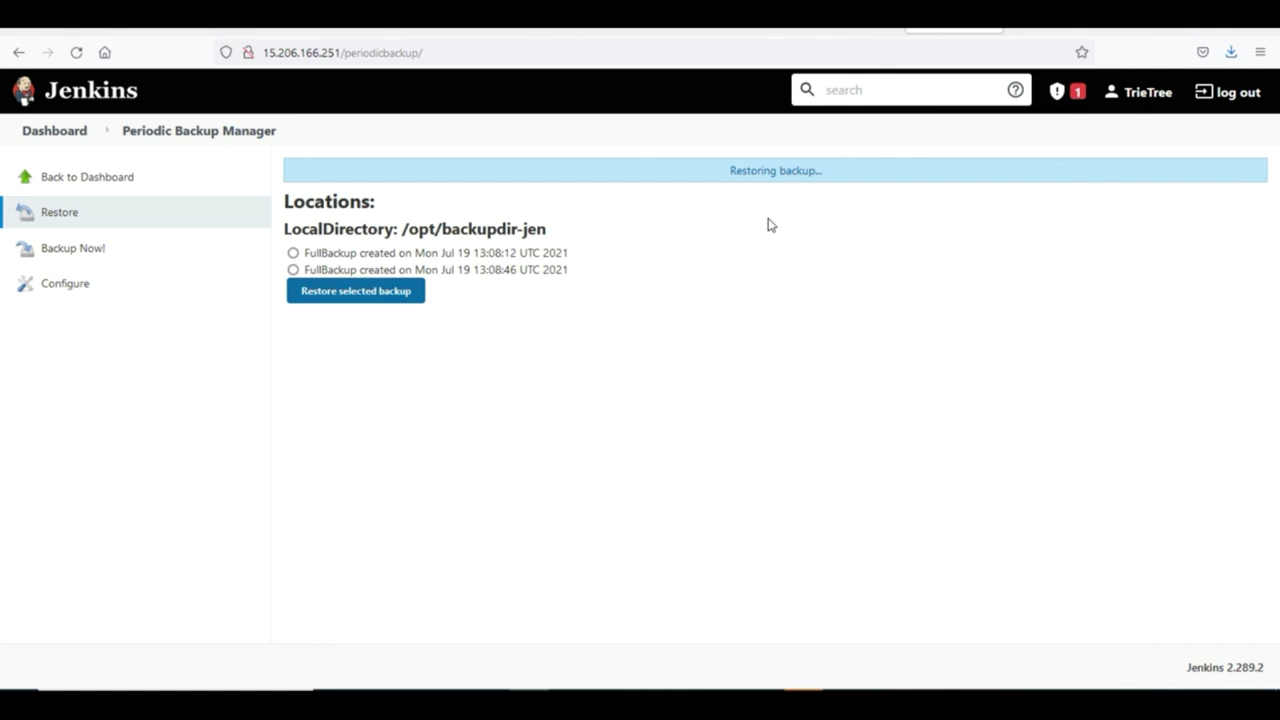 15.206.166.251/periodicbackup/
Jenkins
search
1
TrieTree
log out
Dashboard
Periodic Backup Manager
Back to Dashboard
Restore
Backup Now!
Configure
Restoring backup...
Locations:
LocalDirectory: /opt/backupdir-jen
FullBackup created on Mon Jul 19 13:08:12 UTC 2021
FullBackup created on Mon Jul 19 13:08:46 UTC 2021
Restore selected backup
Jenkins 2.289.2